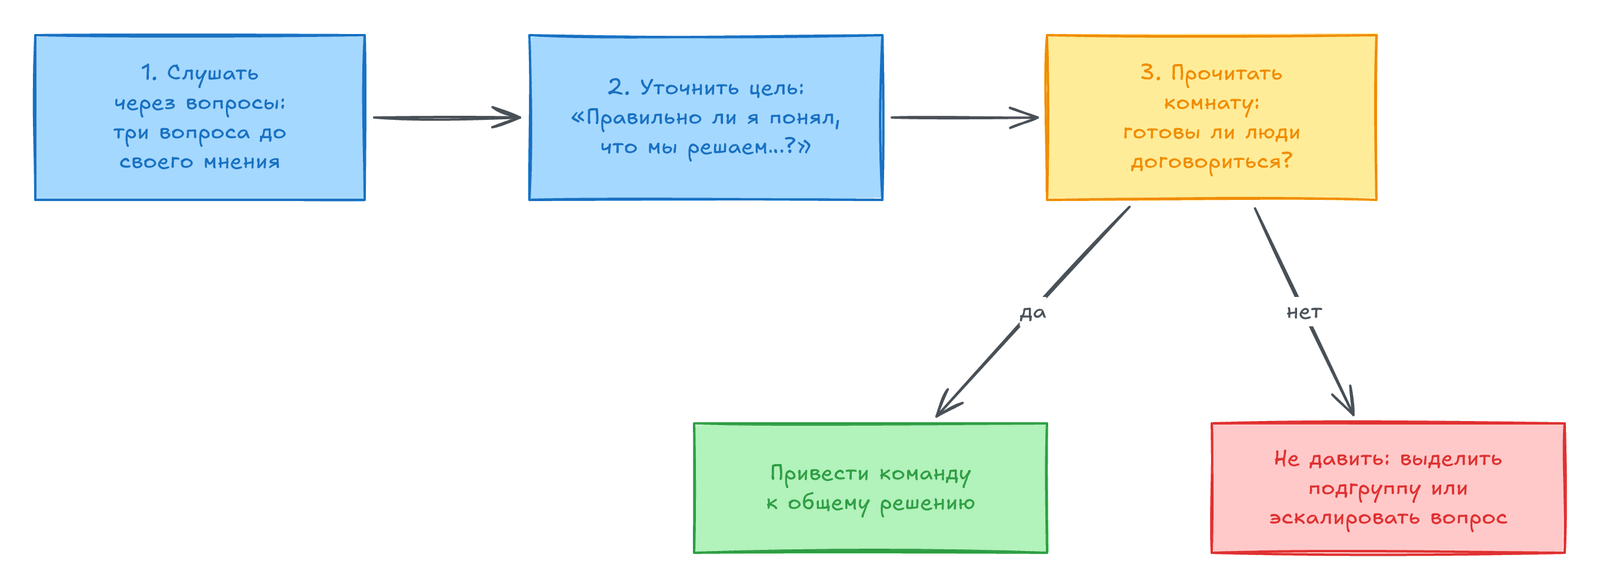 1. Слушать
через вопросы:
три вопроса до
своего мнения
2. Уточнить цель:
«Правильно ли я понял,
что мы решаем...?»
3. Прочитать
комнату:
готовы ли люди
договориться?
да
нет
Привести команду
к общему решению
Не давить: выделить
подгруппу или
эскалировать вопрос